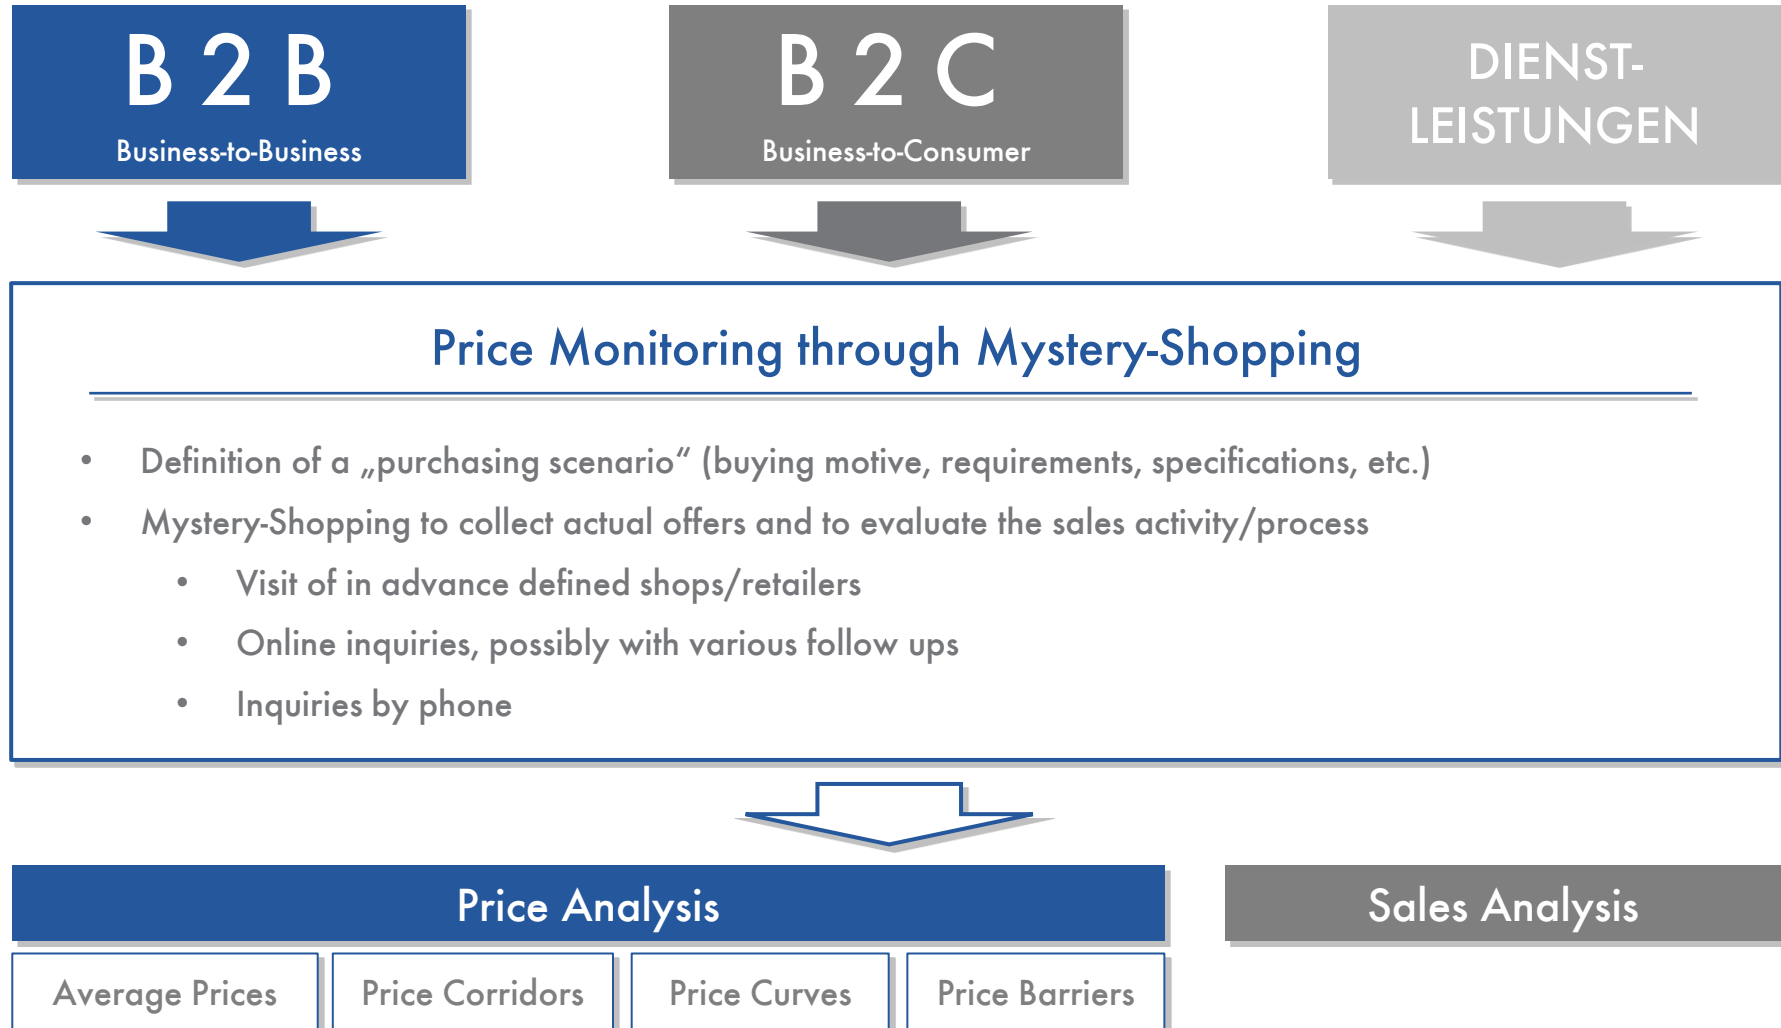 B 2 B
Business-to-Business
B 2 C
Business-to-Consumer
DIENST-
LEISTUNGEN
Price Monitoring through Mystery-Shopping
• Definition of a „purchasing scenario“ (buying motive, requirements, specifications, etc.)
• Mystery-Shopping to collect actual offers and to evaluate the sales activity/process
• Visit of in advance defined shops/retailers
• Online inquiries, possibly with various follow ups
• Inquiries by phone
Price Analysis
Sales Analysis
Average Prices
Price Corridors
Price Curves
Price Barriers